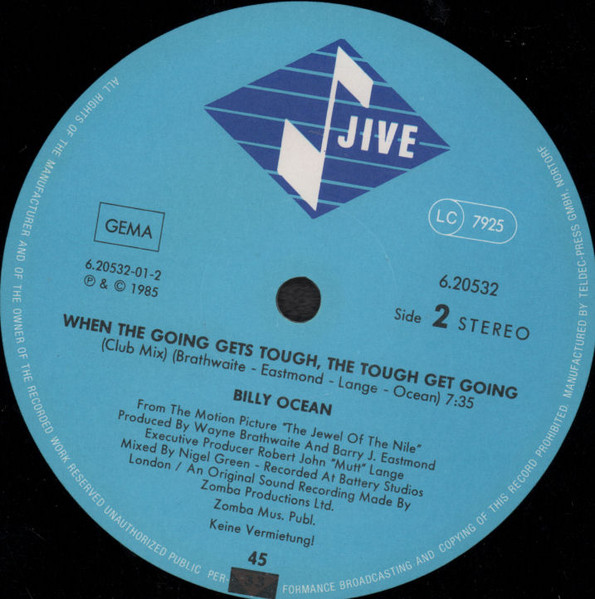 JIVE
GEMA
LC 7925
6.20532-01-2
℗ & © 1985
6.20532
Side 2 STEREO
WHEN THE GOING GETS TOUGH, THE TOUGH GET GOING
(Club Mix) (Brathwaite - Eastmond - Lange - Ocean) 7:35
BILLY OCEAN
From The Motion Picture "The Jewel Of The Nile"
Produced By Wayne Brathwaite And Barry J. Eastmond
Executive Producer Robert John "Mutt" Lange
Mixed By Nigel Green - Recorded At Battery Studios
London / An Original Sound Recording Made By
Zomba Productions Ltd.
Zomba Mus. Publ.
Keine Vermietung!
45
ALL RIGHTS OF THE MANUFACTURER AND OF THE OWNER OF THE RECORDED WORK RESERVED UNAUTHORIZED PUBLIC PER- FORMANCE BROADCASTING AND COPYING OF THIS RECORD PROHIBITED MANUFACTURED BY TELDEC-PRESS GMBH NORTORF